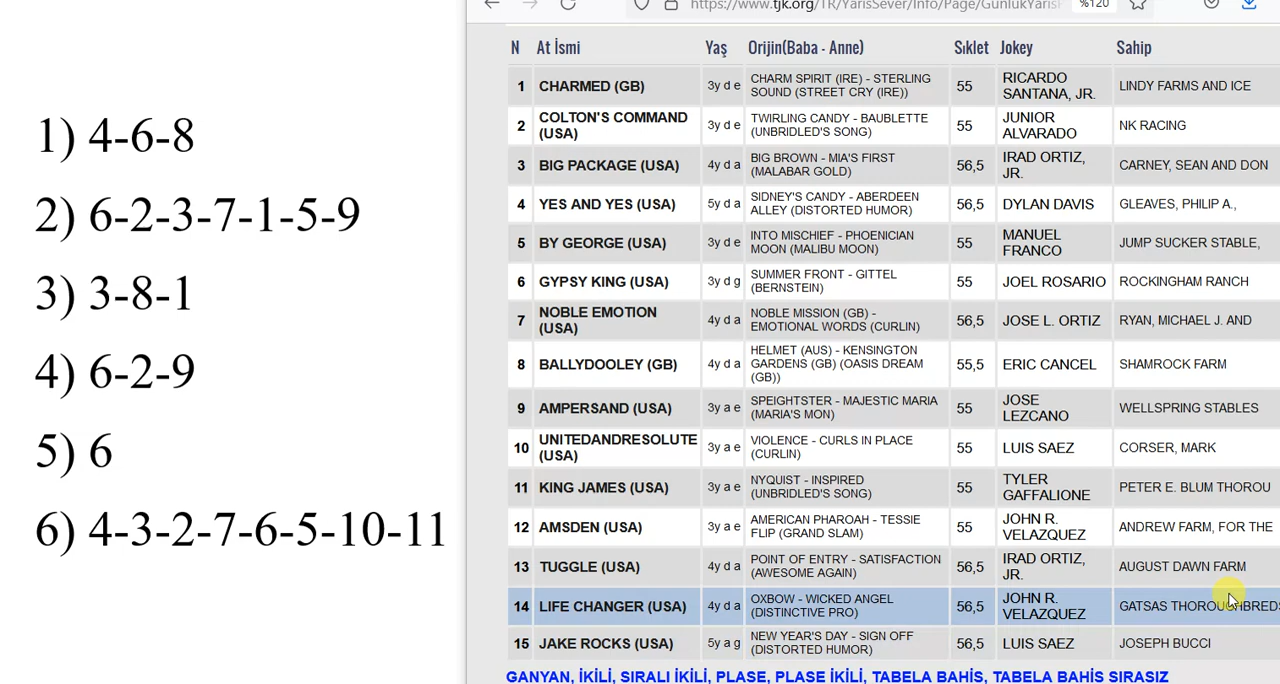 https://www.tjk.org/TR/YarisSever/Info/Page/GunlukYaris
%120
1) 4-6-8
2) 6-2-3-7-1-5-9
3) 3-8-1
4) 6-2-9
5) 6
6) 4-3-2-7-6-5-10-11
N At İsmi Yaş Orijin(Baba - Anne) Sıklet Jokey Sahip
1 CHARMED (GB) 3y d e CHARM SPIRIT (IRE) - STERLING SOUND (STREET CRY (IRE)) 55 RICARDO SANTANA, JR. LINDY FARMS AND ICE
2 COLTON'S COMMAND (USA) 3y d e TWIRLING CANDY - BAUBLETTE (UNBRIDLED'S SONG) 55 JUNIOR ALVARADO NK RACING
3 BIG PACKAGE (USA) 4y d a BIG BROWN - MIA'S FIRST (MALABAR GOLD) 56,5 IRAD ORTIZ, JR. CARNEY, SEAN AND DON
4 YES AND YES (USA) 5y d a SIDNEY'S CANDY - ABERDEEN ALLEY (DISTORTED HUMOR) 56,5 DYLAN DAVIS GLEAVES, PHILIP A.,
5 BY GEORGE (USA) 3y d e INTO MISCHIEF - PHOENICIAN MOON (MALIBU MOON) 55 MANUEL FRANCO JUMP SUCKER STABLE,
6 GYPSY KING (USA) 3y d g SUMMER FRONT - GITTEL (BERNSTEIN) 55 JOEL ROSARIO ROCKINGHAM RANCH
7 NOBLE EMOTION (USA) 4y d a NOBLE MISSION (GB) - EMOTIONAL WORDS (CURLIN) 56,5 JOSE L. ORTIZ RYAN, MICHAEL J. AND
8 BALLYDOOLEY (GB) 4y d a HELMET (AUS) - KENSINGTON GARDENS (GB) (OASIS DREAM (GB)) 55,5 ERIC CANCEL SHAMROCK FARM
9 AMPERSAND (USA) 3y a e SPEIGHTSTER - MAJESTIC MARIA (MARIA'S MON) 55 JOSE LEZCANO WELLSPRING STABLES
10 UNITEDANDRESOLUTE (USA) 3y a e VIOLENCE - CURLS IN PLACE (CURLIN) 55 LUIS SAEZ CORSER, MARK
11 KING JAMES (USA) 3y a e NYQUIST - INSPIRED (UNBRIDLED'S SONG) 55 TYLER GAFFALIONE PETER E. BLUM THOROU
12 AMSDEN (USA) 3y a e AMERICAN PHAROAH - TESSIE FLIP (GRAND SLAM) 55 JOHN R. VELAZQUEZ ANDREW FARM, FOR THE
13 TUGGLE (USA) 4y d a POINT OF ENTRY - SATISFACTION (AWESOME AGAIN) 56,5 IRAD ORTIZ, JR. AUGUST DAWN FARM
14 LIFE CHANGER (USA) 4y d a OXBOW - WICKED ANGEL (DISTINCTIVE PRO) 56,5 JOHN R. VELAZQUEZ GATSAS THOROUGHBREDS
15 JAKE ROCKS (USA) 5y a g NEW YEAR'S DAY - SIGN OFF (DISTORTED HUMOR) 56,5 LUIS SAEZ JOSEPH BUCCI
GANYAN, İKİLİ, SIRALI İKİLİ, PLASE, PLASE İKİLİ, TABELA BAHİS, TABELA BAHİS SIRASIZ